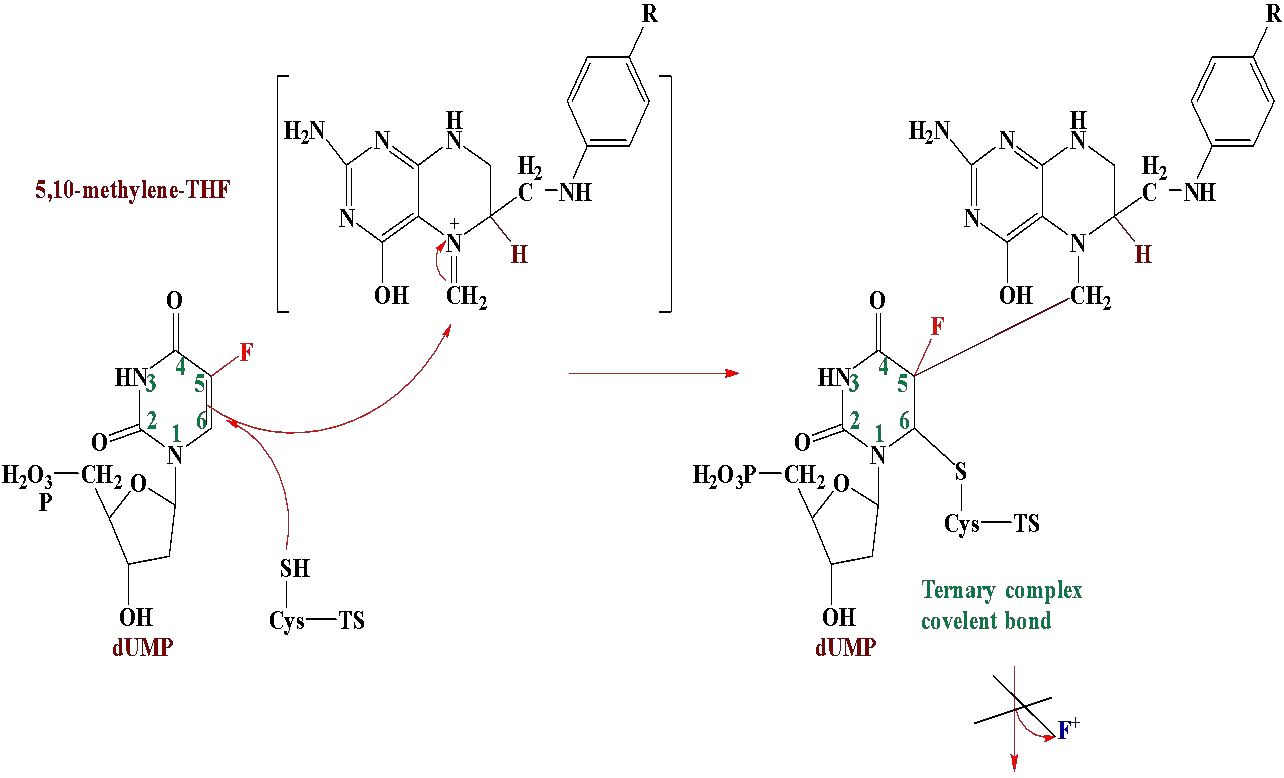 R
R
H₂N
N
H
N
H₂
C
NH
N
N
+
H
OH
CH₂
5,10-methylene-THF
H₂N
N
H
N
H₂
C
NH
N
N
H
OH
CH₂
O
F
4
5
HN
3
2
6
1
O
N
H₂O₃
P
CH₂
O
OH
dUMP
SH
Cys
TS
O
F
4
5
HN
3
2
6
1
O
N
S
H₂O₃P
CH₂
O
Cys
TS
OH
dUMP
Ternary complex
covelent bond
F⁺